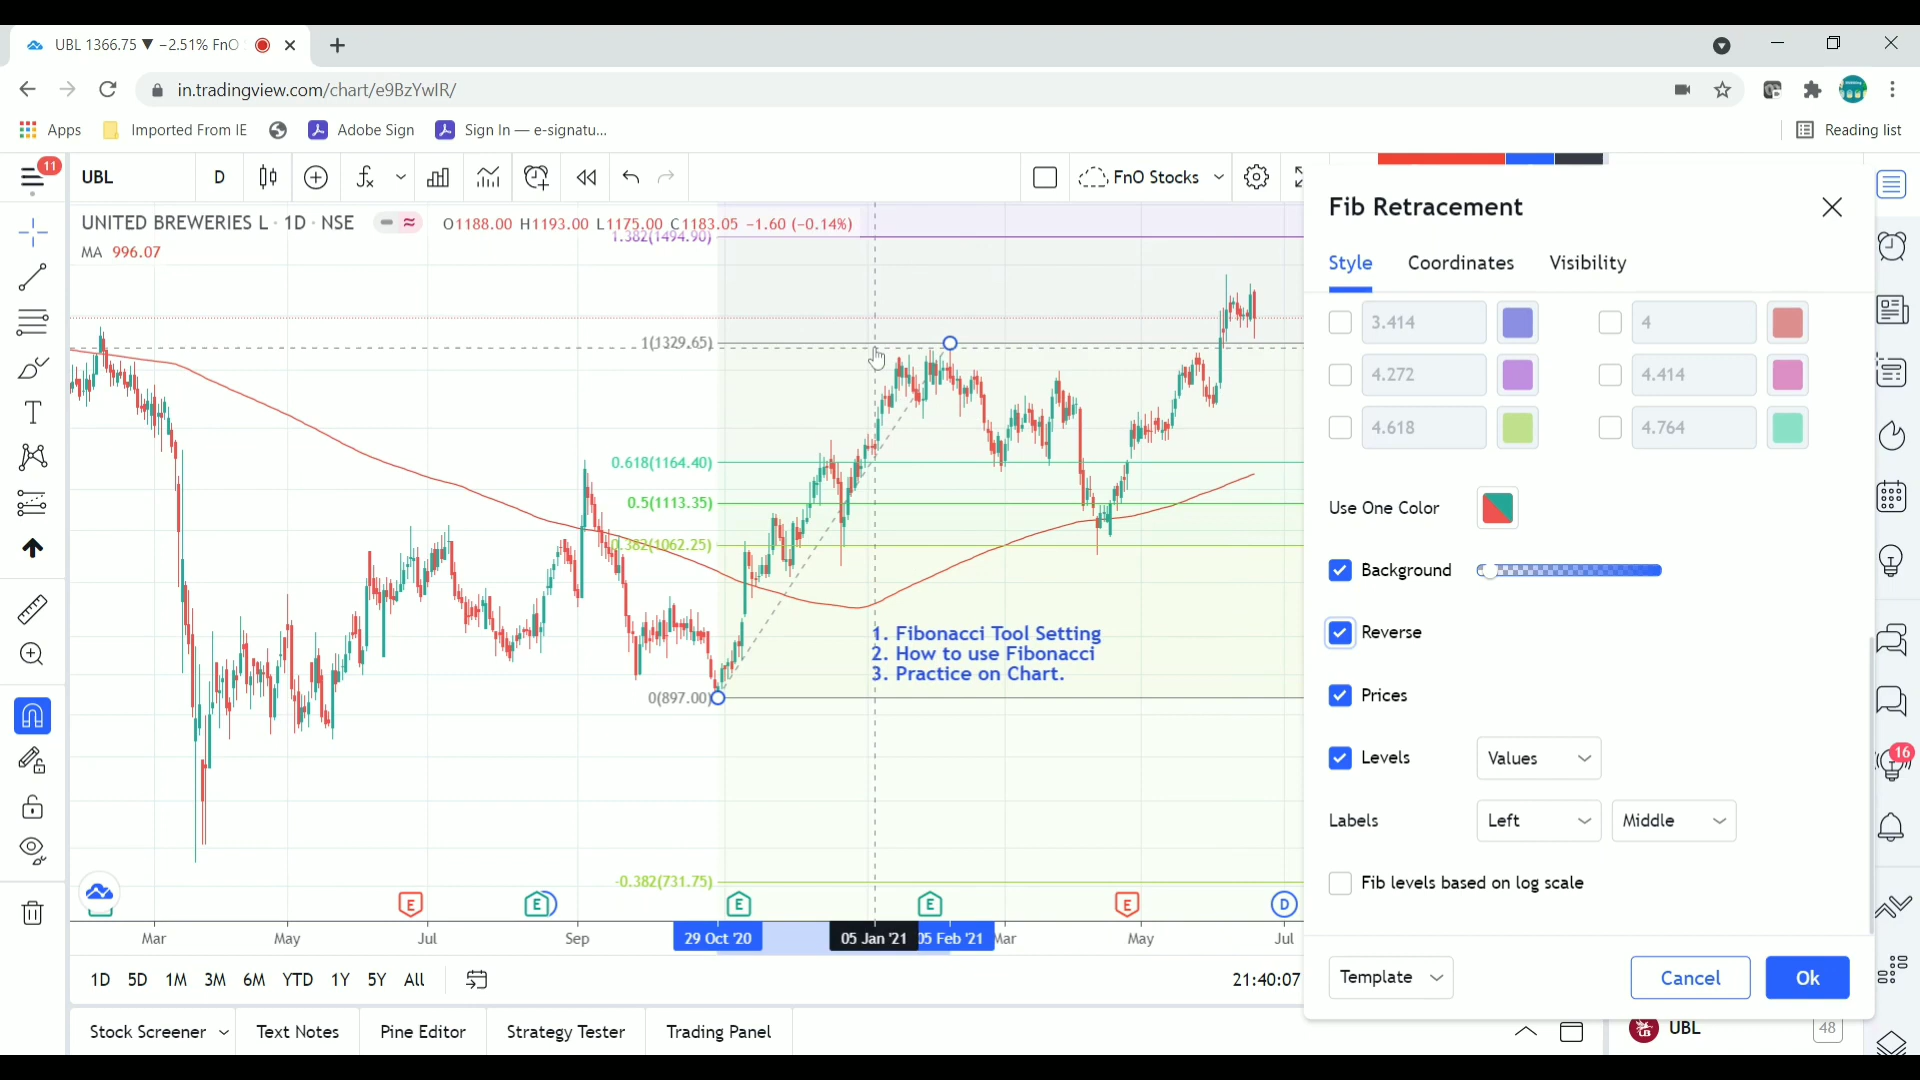 UBL 1366.75 ▼ −2.51% FnO
in.tradingview.com/chart/e9BzYwIR/
Apps
Imported From IE
Adobe Sign
Sign In — e-signatu...
Reading list
11
UBL
D
FnO Stocks
UNITED BREWERIES L · 1D · NSE
O1188.00 H1193.00 L1175.00 C1183.05 −1.60 (−0.14%)
MA 996.07
1.382(1494.90)
1(1329.65)
0.618(1164.40)
0.5(1113.35)
0.382(1062.25)
0(897.00)
-0.382(731.75)
1. Fibonacci Tool Setting
2. How to use Fibonacci
3. Practice on Chart.
E
E
E
E
E
D
Mar
May
Jul
Sep
29 Oct '20
05 Jan '21
05 Feb '21
Mar
May
Jul
1D
5D
1M
3M
6M
YTD
1Y
5Y
All
21:40:07
Stock Screener
Text Notes
Pine Editor
Strategy Tester
Trading Panel
Fib Retracement
Style
Coordinates
Visibility
3.414
4
4.272
4.414
4.618
4.764
Use One Color
Background
Reverse
Prices
Levels
Values
Labels
Left
Middle
Fib levels based on log scale
Template
Cancel
Ok
UBL
48
16